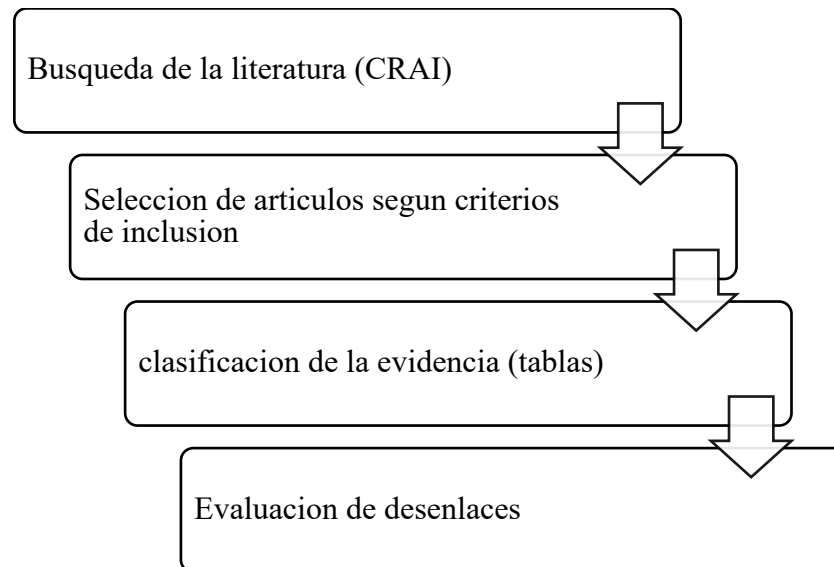 Busqueda de la literatura (CRAI)
Seleccion de articulos segun criterios
de inclusion
clasificacion de la evidencia (tablas)
Evaluacion de desenlaces